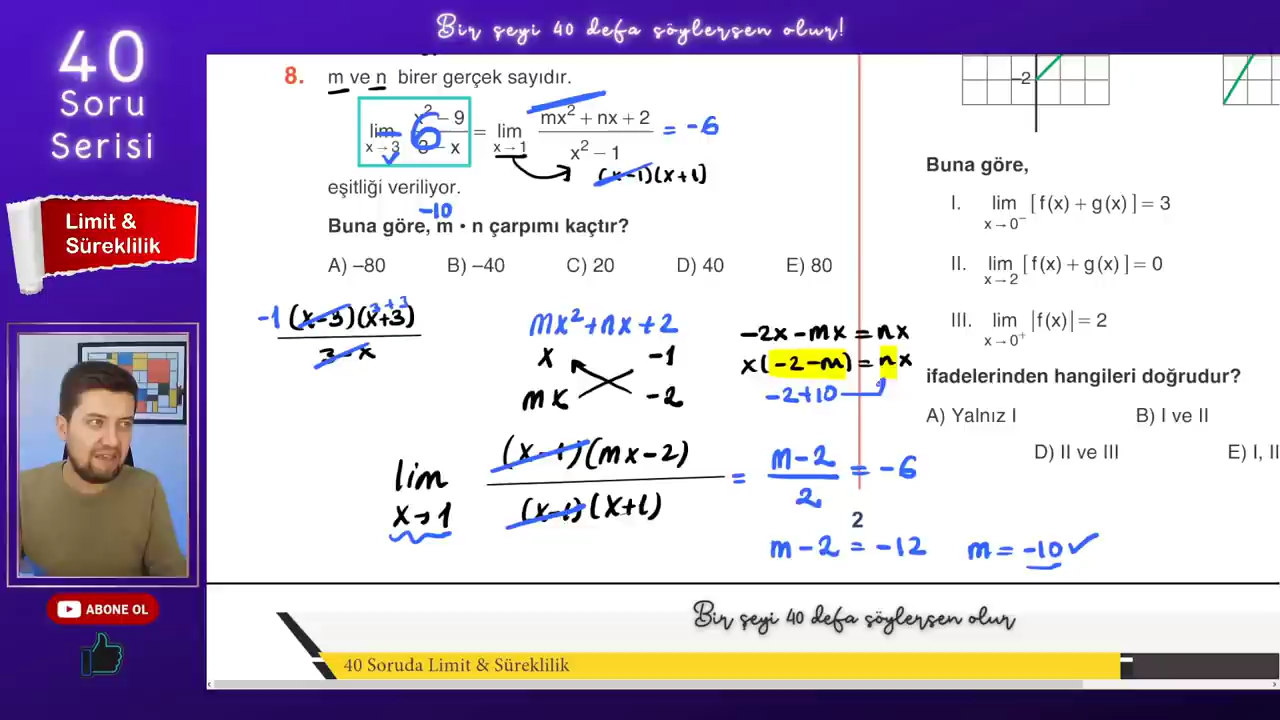 Bir şeyi 40 defa söylersen olur!
40
Soru
Serisi
Limit &
Süreklilik
ABONE OL
8. m ve n birer gerçek sayıdır.
lim x→3 x² – 9 / 3 – x = lim x→1 mx² + nx + 2 / x² – 1 = -6
6
(x-1)(x+1)
eşitliği veriliyor.
-10
Buna göre, m • n çarpımı kaçtır?
A) –80 B) –40 C) 20 D) 40 E) 80
3+3
-1 (x-3)(x+3) / 3-x
mx²+nx+2
x -1
mx -2
-2x-mx=nx
x(-2-m)=nx
-2+10
lim x→1 (x-1)(mx-2) / (x-1)(x+1) = m-2 / 2 = -6
2
m-2 = -12 m = -10
–2
Buna göre,
I. lim x→0⁻ [f(x) + g(x)] = 3
II. lim x→2 [f(x) + g(x)] = 0
III. lim x→0⁺ |f(x)| = 2
ifadelerinden hangileri doğrudur?
A) Yalnız I B) I ve II
D) II ve III E) I, II
Bir şeyi 40 defa söylersen olur
40 Soruda Limit & Süreklilik